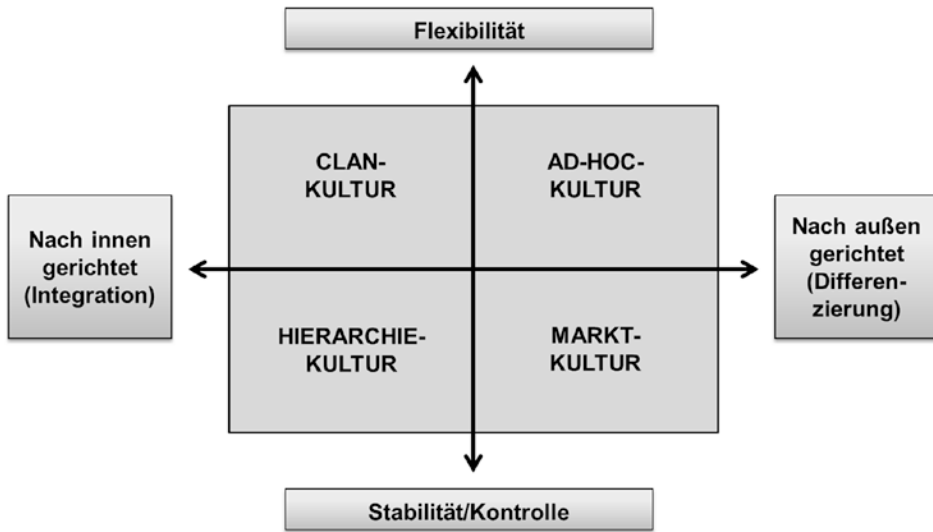 Flexibilität
CLAN-
KULTUR
AD-HOC-
KULTUR
Nach innen
gerichtet
(Integration)
Nach außen
gerichtet
(Differen-
zierung)
HIERARCHIE-
KULTUR
MARKT-
KULTUR
Stabilität/Kontrolle